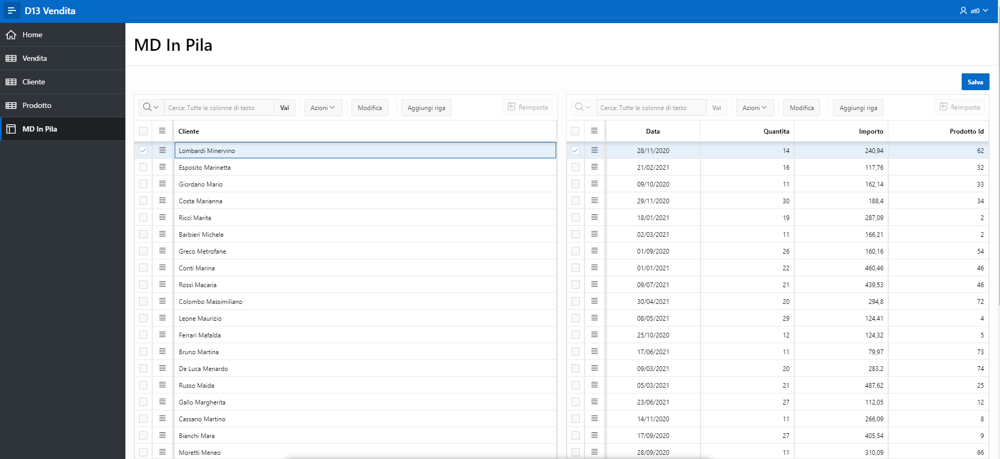 D13 Vendita
at0
Home
Vendita
Cliente
Prodotto
MD In Pila
MD In Pila
Salva
Cerca: Tutte le colonne di testo Vai Azioni Modifica Aggiungi riga Reimposta
Cliente
Lombardi Minervino
Esposito Marinetta
Giordano Mario
Costa Marianna
Ricci Marita
Barbieri Michele
Greco Metrofane
Conti Marina
Rossi Macaria
Colombo Massimiliano
Leone Maurizio
Ferrari Mafalda
Bruno Martina
De Luca Menardo
Russo Maida
Gallo Margherita
Cassano Martino
Bianchi Mara
Moretti Meneo
Cerca: Tutte le colonne di testo Vai Azioni Modifica Aggiungi riga Reimposta
Data Quantita Importo Prodotto Id
28/11/2020 14 240,94 62
21/02/2021 16 117,76 32
09/10/2020 11 162,14 33
29/11/2020 30 188,4 34
18/01/2021 19 287,09 2
02/03/2021 11 166,21 2
01/09/2020 26 160,16 54
01/01/2021 22 460,46 46
09/07/2021 21 439,53 46
30/04/2021 20 294,8 72
08/05/2021 29 124,41 4
25/10/2020 12 124,32 5
17/06/2021 11 79,97 73
09/03/2021 20 283,2 74
05/03/2021 21 487,62 25
23/06/2021 27 112,05 12
14/11/2020 11 266,09 8
17/09/2020 27 405,54 9
28/09/2020 11 310,09 66